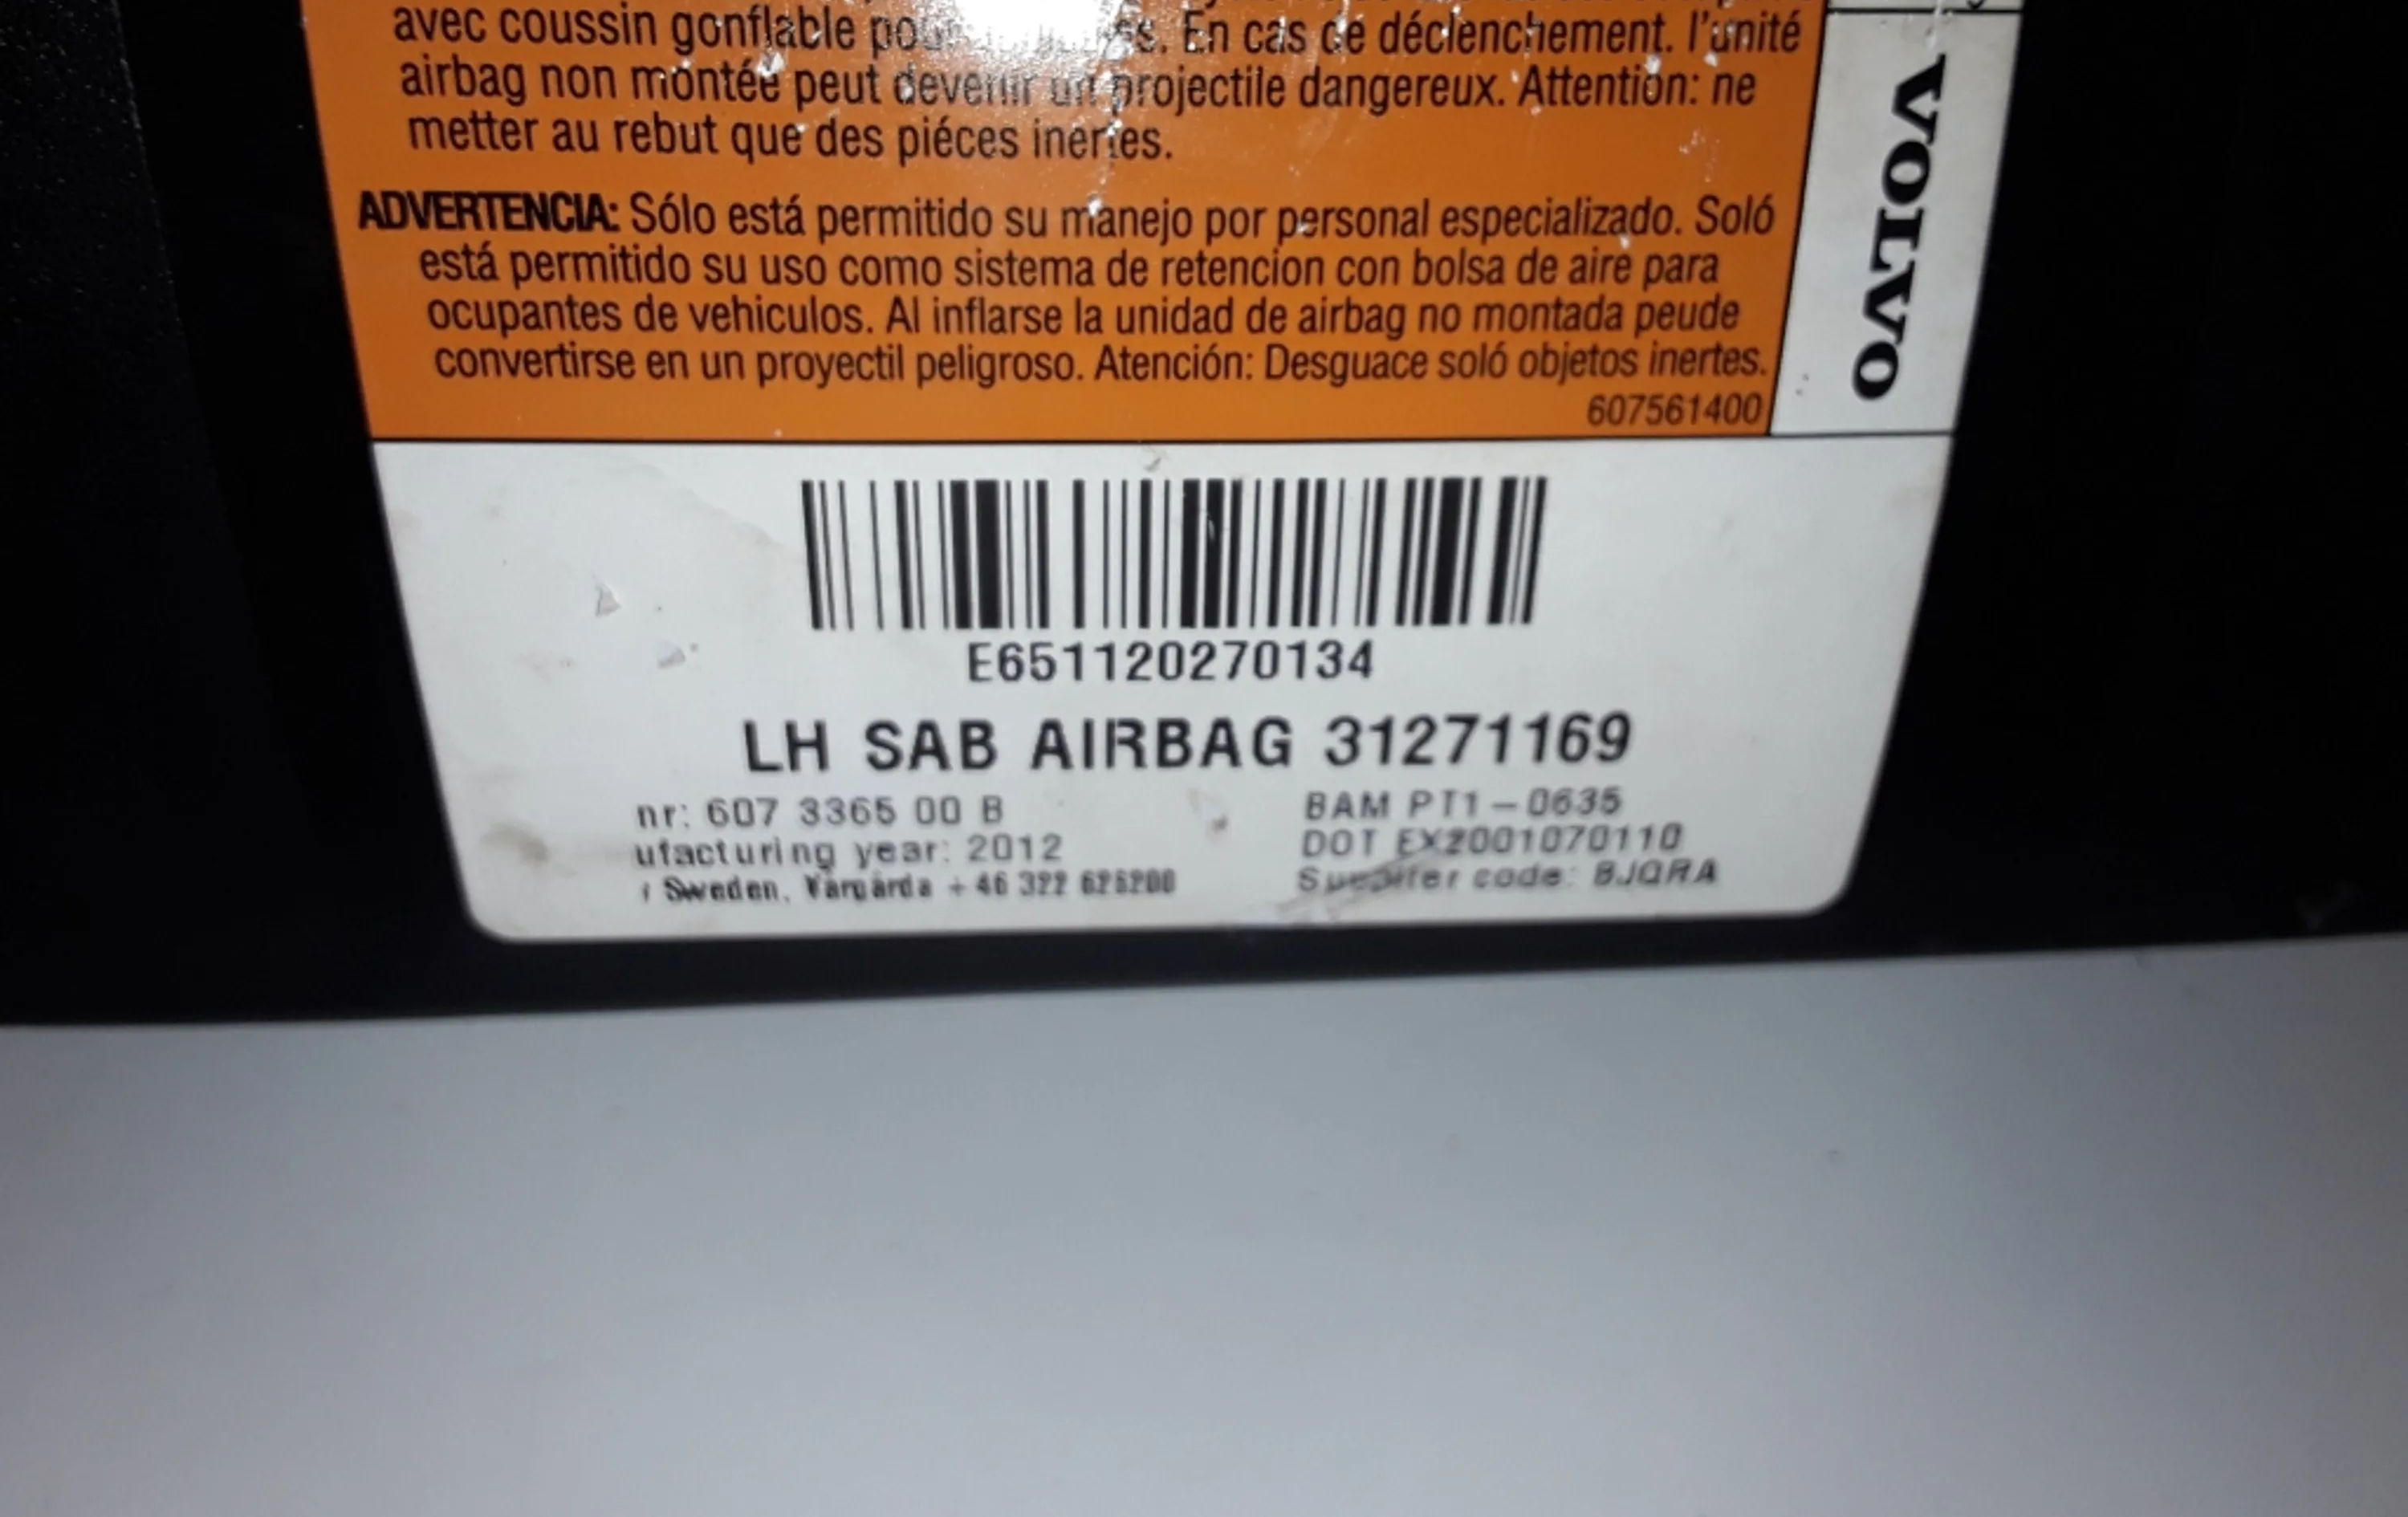 avec coussin gonflable En cas de déclenchement. l'unité
airbag non montée peut devenir un projectile dangereux. Attention: ne
metter au rebut que des piéces inertes.
ADVERTENCIA: Sólo está permitido su manejo por personal especializado. Soló
está permitido su uso como sistema de retencion con bolsa de aire para
ocupantes de vehiculos. Al inflarse la unidad de airbag no montada peude
convertirse en un proyectil peligroso. Atención: Desguace soló objetos inertes.
607561400
VOLVO
E651120270134
LH SAB AIRBAG 31271169
nr: 607 3365 00 B
ufacturing year: 2012
Sweden, Vårgårda + 46 322 626200
BAM PT1-0635
DOT EX2001070110
Supplier code: BJQRA